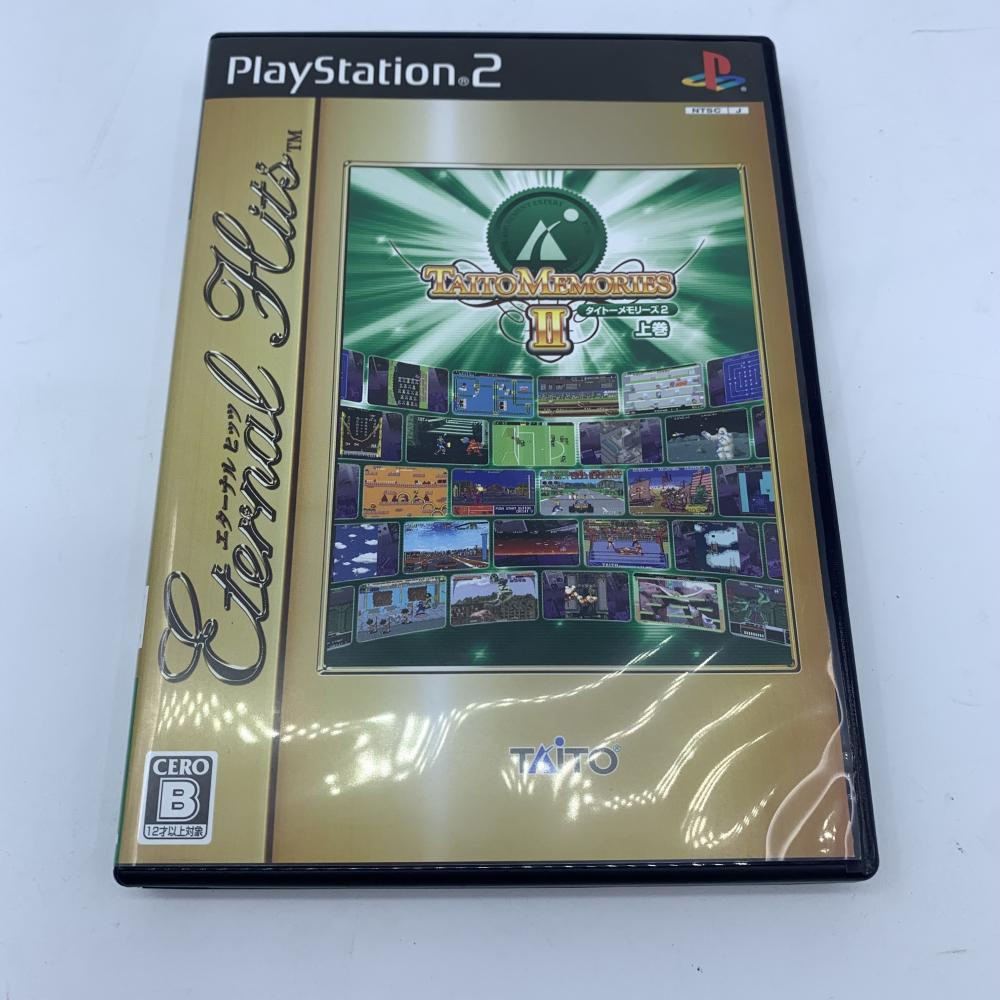 PlayStation®2
NTSC J
Eternal Hits™
エターナル ヒッツ
TAITO MEMORIES
II
タイトーメモリーズ2
上巻
TAITO®
CERO
B
12才以上対象